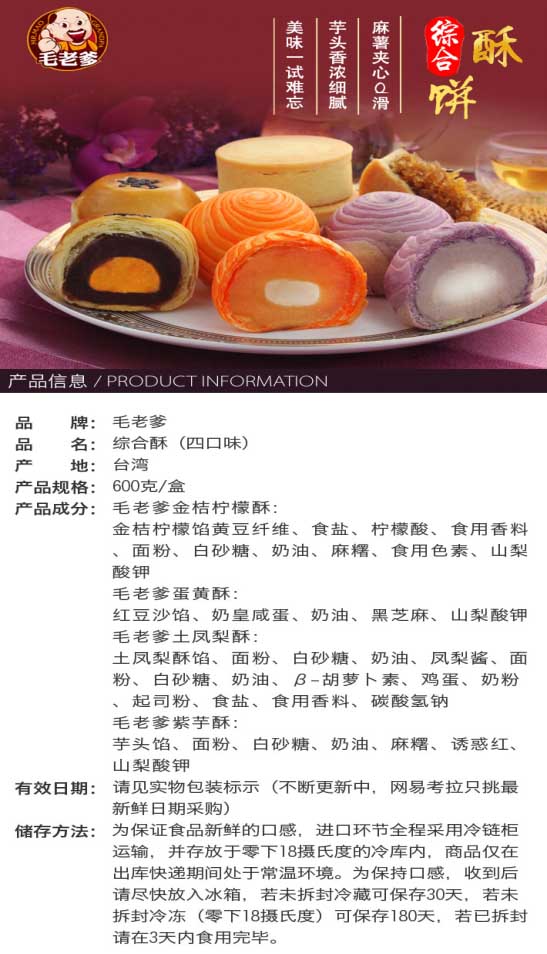 MR.MAO GRANDPA
毛老爹
美味一试难忘
芋头香浓细腻
麻薯夹心Q滑
综合
酥
饼
产品信息 / PRODUCT INFORMATION
品 牌： 毛老爹
品 名： 综合酥（四口味）
产 地： 台湾
产品规格： 600克/盒
产品成分： 毛老爹金桔柠檬酥：
金桔柠檬馅黄豆纤维、食盐、柠檬酸、食用香料
、面粉、白砂糖、奶油、麻糬、食用色素、山梨
酸钾
毛老爹蛋黄酥：
红豆沙馅、奶皇咸蛋、奶油、黑芝麻、山梨酸钾
毛老爹土凤梨酥：
土凤梨酥馅、面粉、白砂糖、奶油、凤梨酱、面
粉、白砂糖、奶油、β-胡萝卜素、鸡蛋、奶粉
、起司粉、食盐、食用香料、碳酸氢钠
毛老爹紫芋酥：
芋头馅、面粉、白砂糖、奶油、麻糬、诱惑红、
山梨酸钾
有效日期： 请见实物包装标示（不断更新中，网易考拉只挑最
新鲜日期采购）
储存方法： 为保证食品新鲜的口感，进口环节全程采用冷链柜
运输，并存放于零下18摄氏度的冷库内，商品仅在
出库快递期间处于常温环境。为保持口感，收到后
请尽快放入冰箱，若未拆封冷藏可保存30天，若未
拆封冷冻（零下18摄氏度）可保存180天，若已拆封
请在3天内食用完毕。